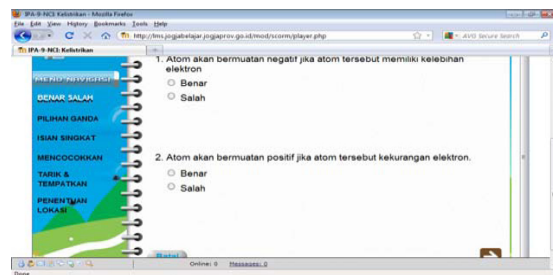 IPA-9-NCI: Kelistrikan - Mozilla Firefox
File Edit View History Bookmarks Tools Help
http://lms.jogjabelajar.jogjaprov.go.id/mod/scorm/player.php
AVG Secure Search
IPA-9-NCI: Kelistrikan
MENU NAVIGASI
BENAR SALAH
PILIHAN GANDA
ISIAN SINGKAT
MENCOCOKKAN
TARIK &
TEMPATKAN
PENENTUAN
LOKASI
1. Atom akan bermuatan negatif jika atom tersebut memiliki kelebihan
elektron
Benar
Salah
2. Atom akan bermuatan positif jika atom tersebut kekurangan elektron.
Benar
Salah
Batal
Online: 0 Messages: 0
Done